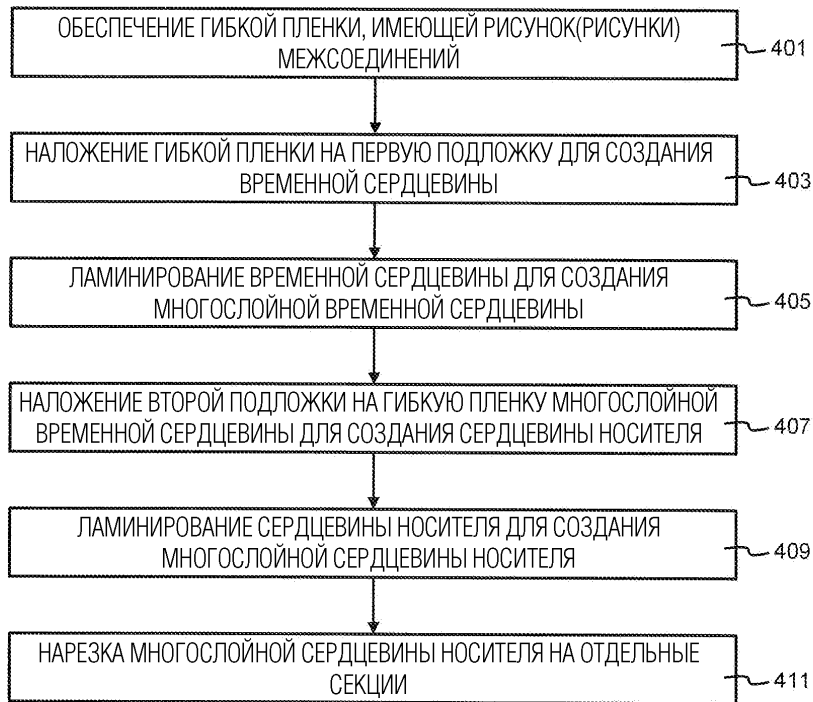 ОБЕСПЕЧЕНИЕ ГИБКОЙ ПЛЕНКИ, ИМЕЮЩЕЙ РИСУНОК(РИСУНКИ)
МЕЖСОЕДИНЕНИЙ
401
НАЛОЖЕНИЕ ГИБКОЙ ПЛЕНКИ НА ПЕРВУЮ ПОДЛОЖКУ ДЛЯ СОЗДАНИЯ
ВРЕМЕННОЙ СЕРДЦЕВИНЫ
403
ЛАМИНИРОВАНИЕ ВРЕМЕННОЙ СЕРДЦЕВИНЫ ДЛЯ СОЗДАНИЯ
МНОГОСЛОЙНОЙ ВРЕМЕННОЙ СЕРДЦЕВИНЫ
405
НАЛОЖЕНИЕ ВТОРОЙ ПОДЛОЖКИ НА ГИБКУЮ ПЛЕНКУ МНОГОСЛОЙНОЙ
ВРЕМЕННОЙ СЕРДЦЕВИНЫ ДЛЯ СОЗДАНИЯ СЕРДЦЕВИНЫ НОСИТЕЛЯ
407
ЛАМИНИРОВАНИЕ СЕРДЦЕВИНЫ НОСИТЕЛЯ ДЛЯ СОЗДАНИЯ
МНОГОСЛОЙНОЙ СЕРДЦЕВИНЫ НОСИТЕЛЯ
409
НАРЕЗКА МНОГОСЛОЙНОЙ СЕРДЦЕВИНЫ НОСИТЕЛЯ НА ОТДЕЛЬНЫЕ
СЕКЦИИ
411